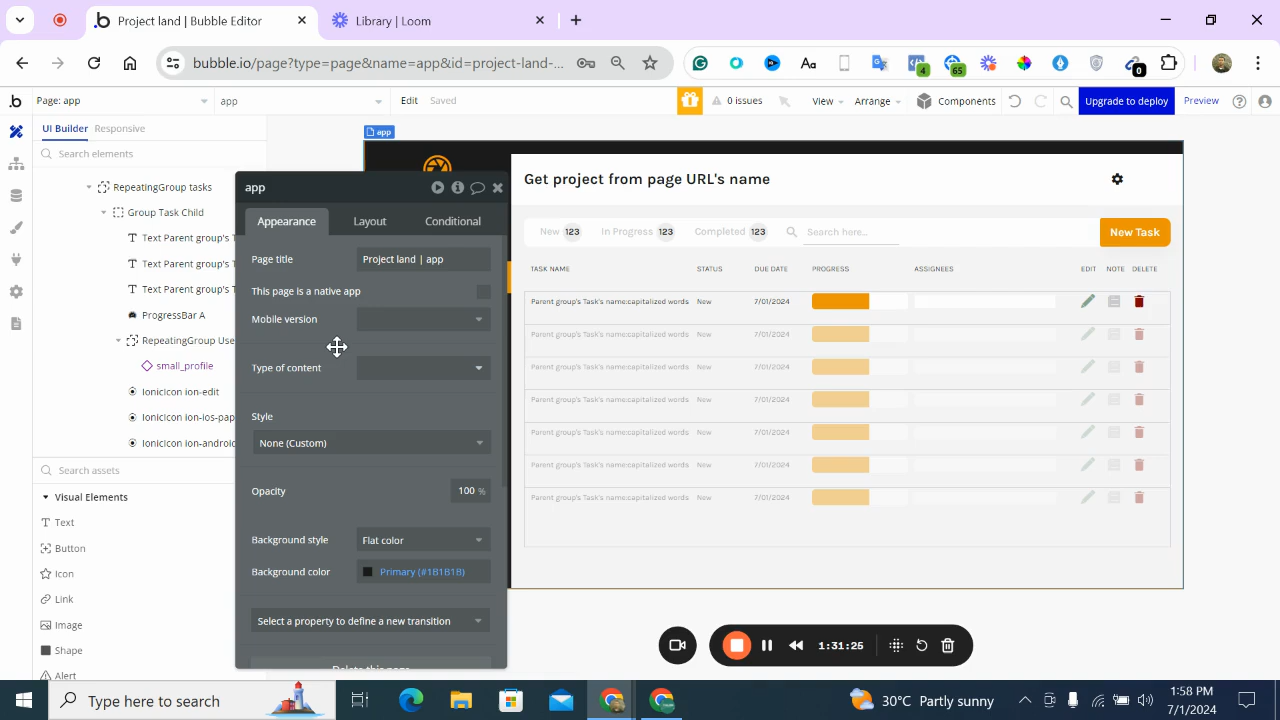 Project land | Bubble Editor
Library | Loom
bubble.io/page?type=page&name=app&id=project-land-...
4
65
0
Page: app
app
Edit
Saved
0 issues
View
Arrange
Components
Upgrade to deploy
Preview
UI Builder
Responsive
Search elements
RepeatingGroup tasks
Group Task Child
Text Parent group's T
Text Parent group's T
Text Parent group's T
ProgressBar A
RepeatingGroup Use
small_profile
Ionicicon ion-edit
Ionicicon ion-ios-pap
Ionicicon ion-android
Search assets
Visual Elements
Text
Button
Icon
Link
Image
Shape
Alert
app
Appearance
Layout
Conditional
Page title
Project land | app
This page is a native app
Mobile version
Type of content
Style
None (Custom)
Opacity
100 %
Background style
Flat color
Background color
Primary (#1B1B1B)
Select a property to define a new transition
Delete this page
app
Get project from page URL's name
New 123
In Progress 123
Completed 123
Search here...
New Task
TASK NAME
STATUS
DUE DATE
PROGRESS
ASSIGNEES
EDIT
NOTE
DELETE
Parent group's Task's name:capitalized words New 7/01/2024
Parent group's Task's name:capitalized words New 7/01/2024
Parent group's Task's name:capitalized words New 7/01/2024
Parent group's Task's name:capitalized words New 7/01/2024
Parent group's Task's name:capitalized words New 7/01/2024
Parent group's Task's name:capitalized words New 7/01/2024
Parent group's Task's name:capitalized words New 7/01/2024
1:31:25
Type here to search
30°C Partly sunny
1:58 PM
7/1/2024